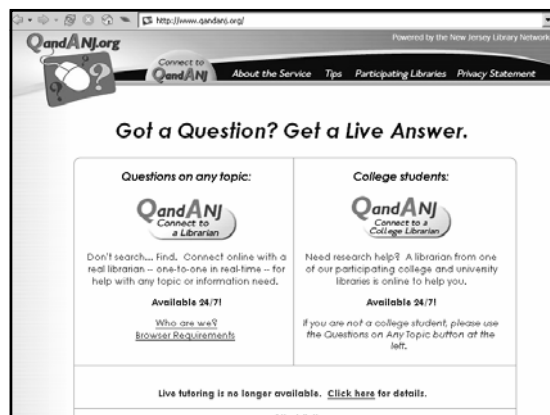 http://www.qandanj.org/
QandANJ.org
Powered by the New Jersey Library Network
Connect to
QandANJ
About the Service Tips Participating Libraries Privacy Statement
Got a Question? Get a Live Answer.
Questions on any topic:
QandANJ
Connect to
a Librarian
Don't search... Find. Connect online with a
real librarian -- one-to-one in real-time -- for
help with any topic or information need.
Available 24/7!
Who are we?
Browser Requirements
College students:
QandANJ
Connect to a
College Librarian
Need research help? A librarian from one
of our participating college and university
libraries is online to help you.
Available 24/7!
If you are not a college student, please use
the Questions on Any Topic button at the
left.
Live tutoring is no longer available. Click here for details.